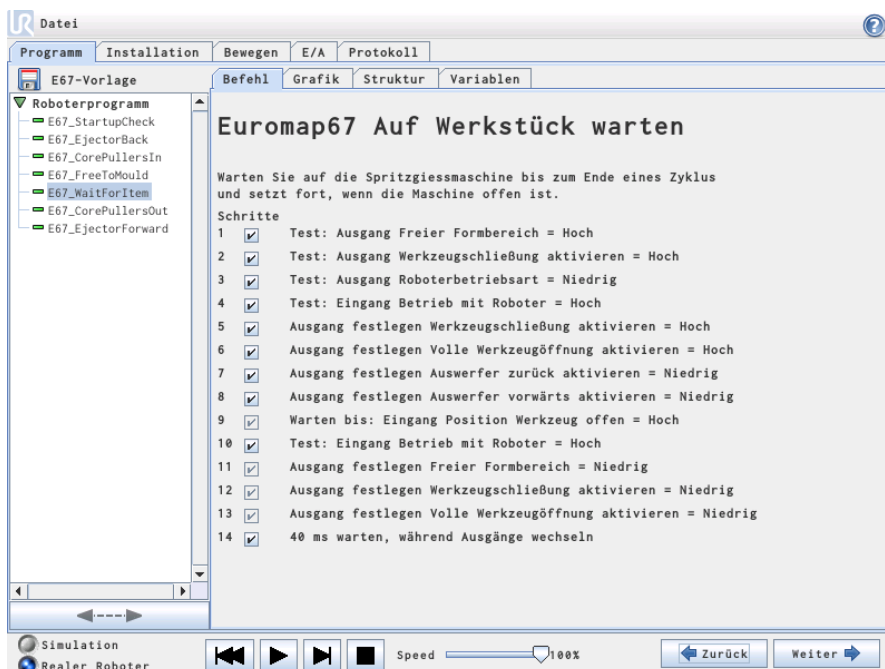 UR Datei
?
Programm Installation Bewegen E/A Protokoll
E67-Vorlage
Befehl Grafik Struktur Variablen
Roboterprogramm
E67_StartupCheck
E67_EjectorBack
E67_CorePullersIn
E67_FreeToMould
E67_WaitForItem
E67_CorePullersOut
E67_EjectorForward
Euromap67 Auf Werkstück warten
Warten Sie auf die Spritzgiessmaschine bis zum Ende eines Zyklus
und setzt fort, wenn die Maschine offen ist.
Schritte
1 Test: Ausgang Freier Formbereich = Hoch
2 Test: Ausgang Werkzeugschließung aktivieren = Hoch
3 Test: Ausgang Roboterbetriebsart = Niedrig
4 Test: Eingang Betrieb mit Roboter = Hoch
5 Ausgang festlegen Werkzeugschließung aktivieren = Hoch
6 Ausgang festlegen Volle Werkzeugöffnung aktivieren = Hoch
7 Ausgang festlegen Auswerfer zurück aktivieren = Niedrig
8 Ausgang festlegen Auswerfer vorwärts aktivieren = Niedrig
9 Warten bis: Eingang Position Werkzeug offen = Hoch
10 Test: Eingang Betrieb mit Roboter = Hoch
11 Ausgang festlegen Freier Formbereich = Niedrig
12 Ausgang festlegen Werkzeugschließung aktivieren = Niedrig
13 Ausgang festlegen Volle Werkzeugöffnung aktivieren = Niedrig
14 40 ms warten, während Ausgänge wechseln
Simulation
Realer Roboter
Speed 100%
Zurück
Weiter